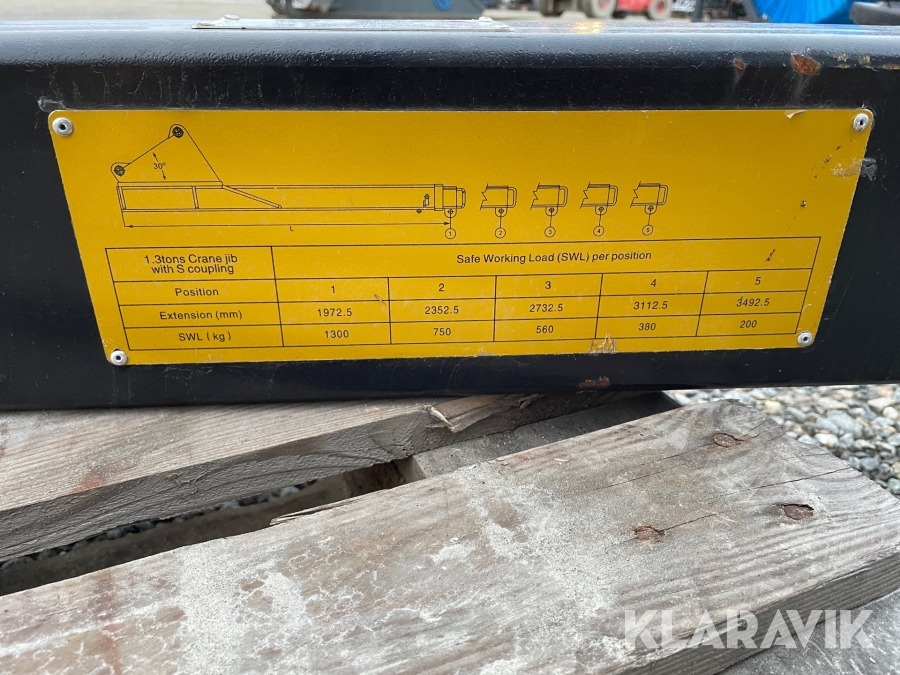 30°
L
1 2 3 4 5
1.3tons Crane jib
with S coupling
Safe Working Load (SWL) per position
Position 1 2 3 4 5
Extension (mm) 1972.5 2352.5 2732.5 3112.5 3492.5
SWL ( kg ) 1300 750 560 380 200
KLARAVIK